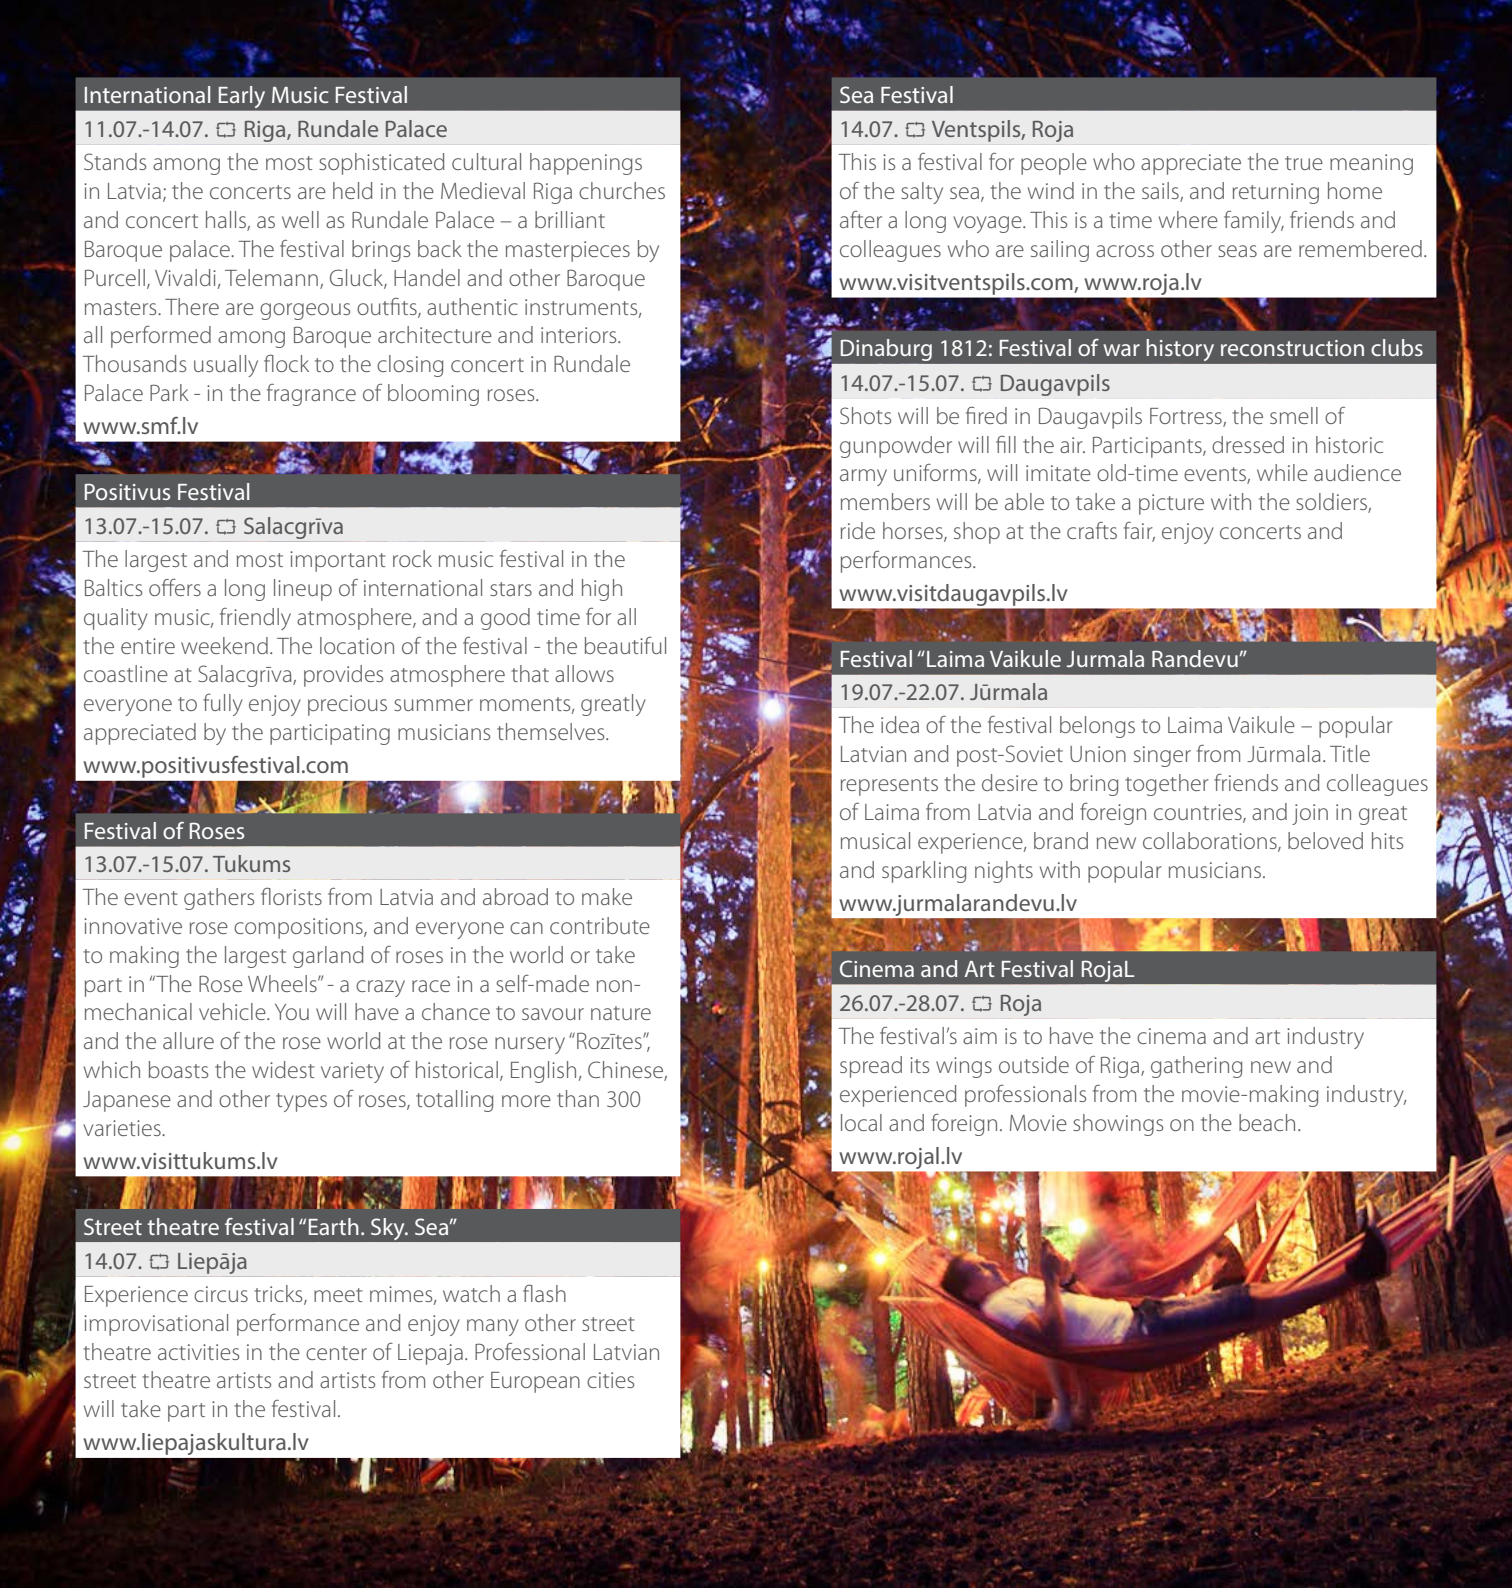 International Early Music Festival
11.07.-14.07. Riga, Rundale Palace
Stands among the most sophisticated cultural happenings
in Latvia; the concerts are held in the Medieval Riga churches
and concert halls, as well as Rundale Palace – a brilliant
Baroque palace. The festival brings back the masterpieces by
Purcell, Vivaldi, Telemann, Gluck, Handel and other Baroque
masters. There are gorgeous outfits, authentic instruments,
all performed among Baroque architecture and interiors.
Thousands usually flock to the closing concert in Rundale
Palace Park - in the fragrance of blooming roses.
www.smf.lv
Positivus Festival
13.07.-15.07. Salacgrīva
The largest and most important rock music festival in the
Baltics offers a long lineup of international stars and high
quality music, friendly atmosphere, and a good time for all
the entire weekend. The location of the festival - the beautiful
coastline at Salacgrīva, provides atmosphere that allows
everyone to fully enjoy precious summer moments, greatly
appreciated by the participating musicians themselves.
www.positivusfestival.com
Festival of Roses
13.07.-15.07. Tukums
The event gathers florists from Latvia and abroad to make
innovative rose compositions, and everyone can contribute
to making the largest garland of roses in the world or take
part in “The Rose Wheels” - a crazy race in a self-made non-
mechanical vehicle. You will have a chance to savour nature
and the allure of the rose world at the rose nursery “Rozītes”,
which boasts the widest variety of historical, English, Chinese,
Japanese and other types of roses, totalling more than 300
varieties.
www.visittukums.lv
Street theatre festival “Earth. Sky. Sea”
14.07. Liepāja
Experience circus tricks, meet mimes, watch a flash
improvisational performance and enjoy many other street
theatre activities in the center of Liepaja. Professional Latvian
street theatre artists and artists from other European cities
will take part in the festival.
www.liepajaskultura.lv
Sea Festival
14.07. Ventspils, Roja
This is a festival for people who appreciate the true meaning
of the salty sea, the wind in the sails, and returning home
after a long voyage. This is a time where family, friends and
colleagues who are sailing across other seas are remembered.
www.visitventspils.com, www.roja.lv
Dinaburg 1812: Festival of war history reconstruction clubs
14.07.-15.07. Daugavpils
Shots will be fired in Daugavpils Fortress, the smell of
gunpowder will fill the air. Participants, dressed in historic
army uniforms, will imitate old-time events, while audience
members will be able to take a picture with the soldiers,
ride horses, shop at the crafts fair, enjoy concerts and
performances.
www.visitdaugavpils.lv
Festival “Laima Vaikule Jurmala Randevu”
19.07.-22.07. Jūrmala
The idea of the festival belongs to Laima Vaikule – popular
Latvian and post-Soviet Union singer from Jūrmala. Title
represents the desire to bring together friends and colleagues
of Laima from Latvia and foreign countries, and join in great
musical experience, brand new collaborations, beloved hits
and sparkling nights with popular musicians.
www.jurmalarandevu.lv
Cinema and Art Festival RojaL
26.07.-28.07. Roja
The festival’s aim is to have the cinema and art industry
spread its wings outside of Riga, gathering new and
experienced professionals from the movie-making industry,
local and foreign. Movie showings on the beach.
www.rojal.lv